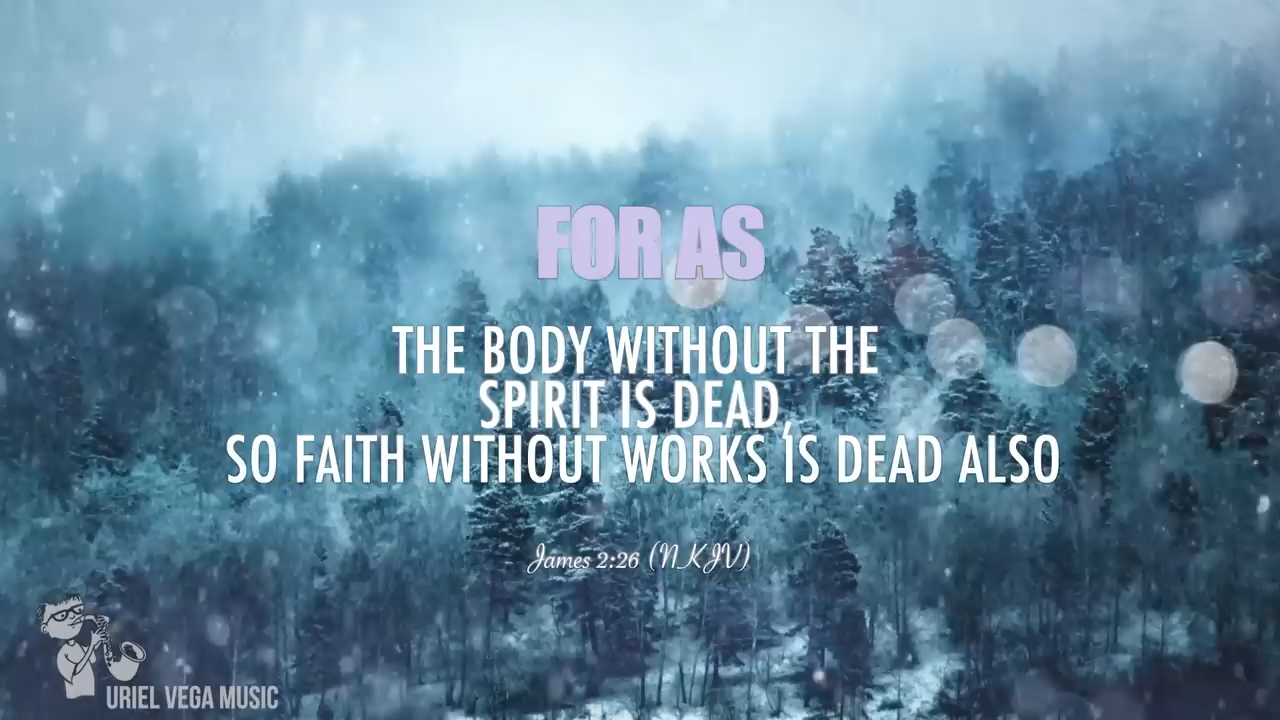 FOR AS
THE BODY WITHOUT THE
SPIRIT IS DEAD,
SO FAITH WITHOUT WORKS IS DEAD ALSO
James 2:26 (NKJV)
URIEL VEGA MUSIC